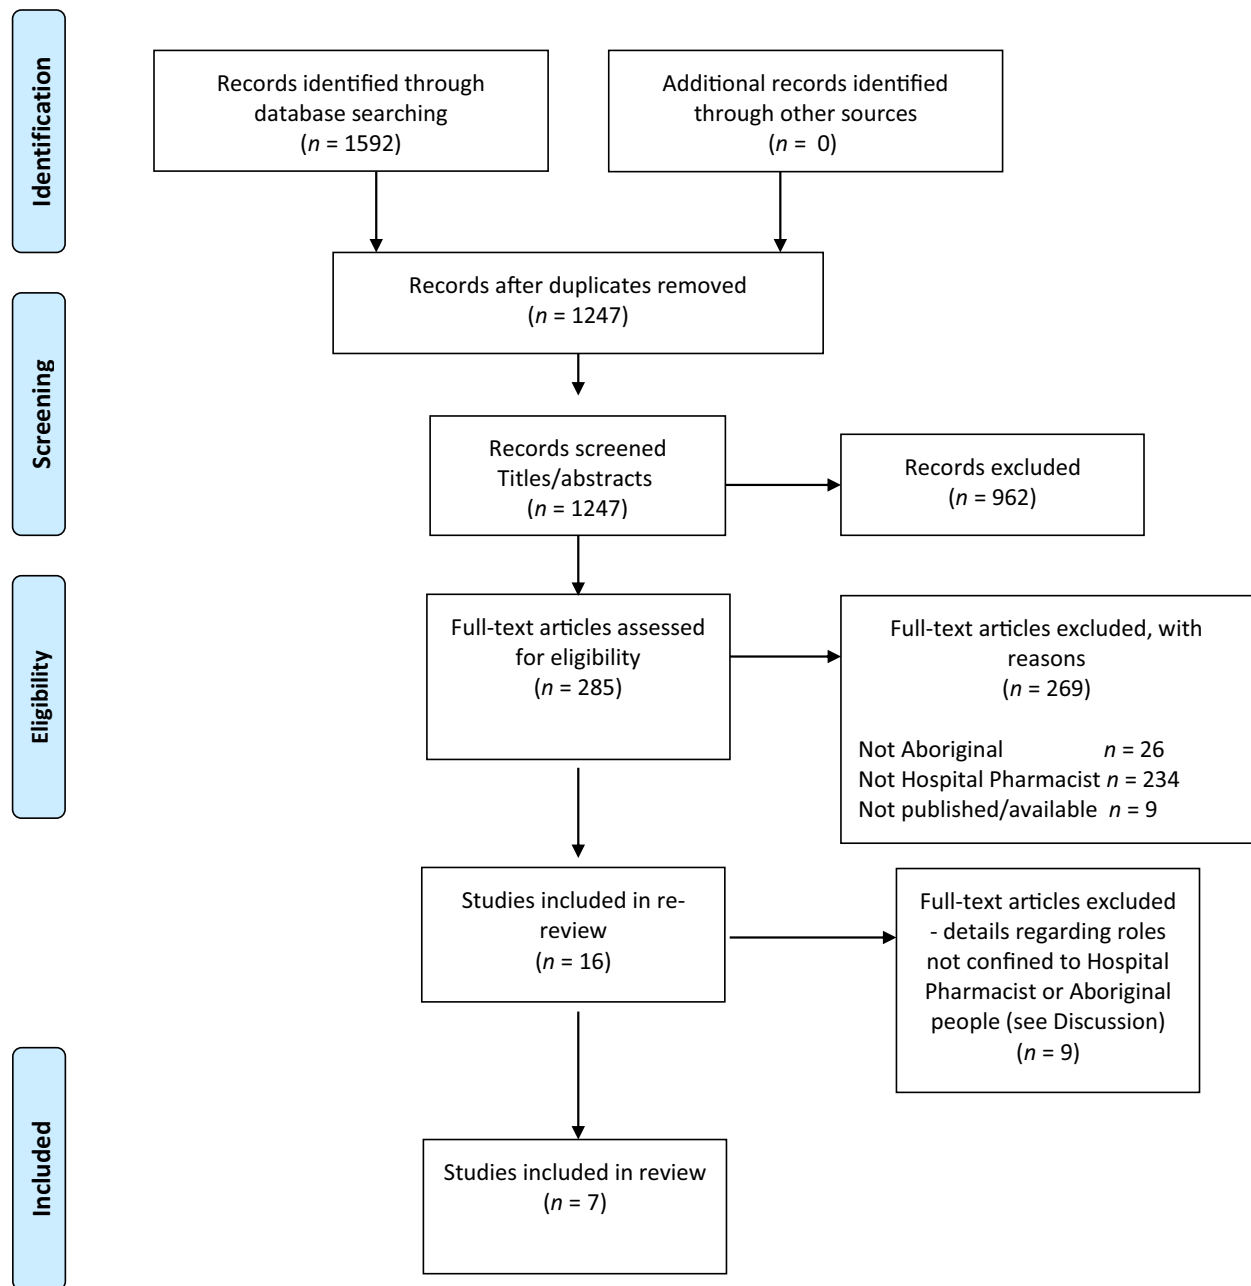 Identification
Records identified through
database searching
(n = 1592)
Additional records identified
through other sources
(n = 0)
Records after duplicates removed
(n = 1247)
Screening
Records screened
Titles/abstracts
(n = 1247)
Records excluded
(n = 962)
Eligibility
Full-text articles assessed
for eligibility
(n = 285)
Full-text articles excluded, with
reasons
(n = 269)
Not Aboriginal n = 26
Not Hospital Pharmacist n = 234
Not published/available n = 9
Studies included in re-
review
(n = 16)
Full-text articles excluded
- details regarding roles
not confined to Hospital
Pharmacist or Aboriginal
people (see Discussion)
(n = 9)
Included
Studies included in review
(n = 7)